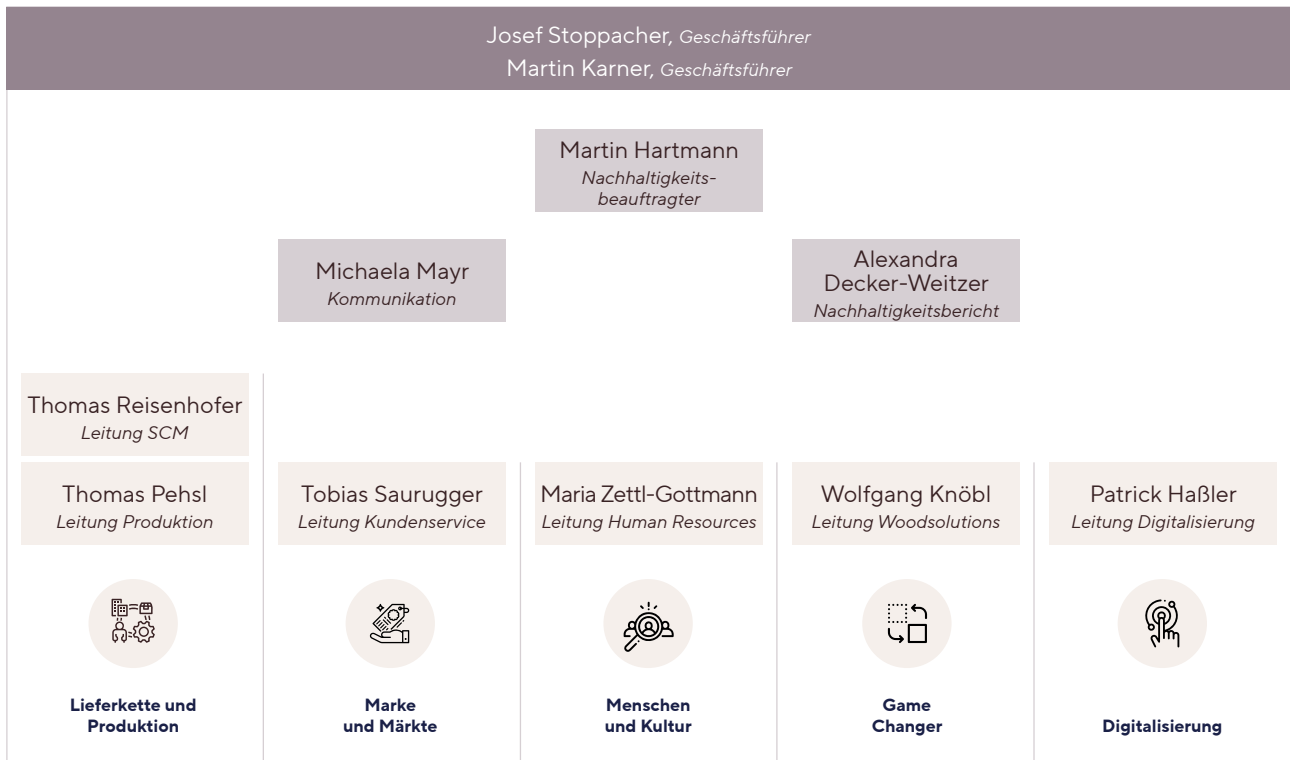 Josef Stoppacher, Geschäftsführer
Martin Karner, Geschäftsführer
Martin Hartmann
Nachhaltigkeits-
beauftragter
Michaela Mayr
Kommunikation
Alexandra
Decker-Weitzer
Nachhaltigkeitsbericht
Thomas Reisenhofer
Leitung SCM
Thomas Pehsl
Leitung Produktion
Tobias Saurugger
Leitung Kundenservice
Maria Zettl-Gottmann
Leitung Human Resources
Wolfgang Knöbl
Leitung Woodsolutions
Patrick Haßler
Leitung Digitalisierung
Lieferkette und
Produktion
Marke
und Märkte
Menschen
und Kultur
Game
Changer
Digitalisierung